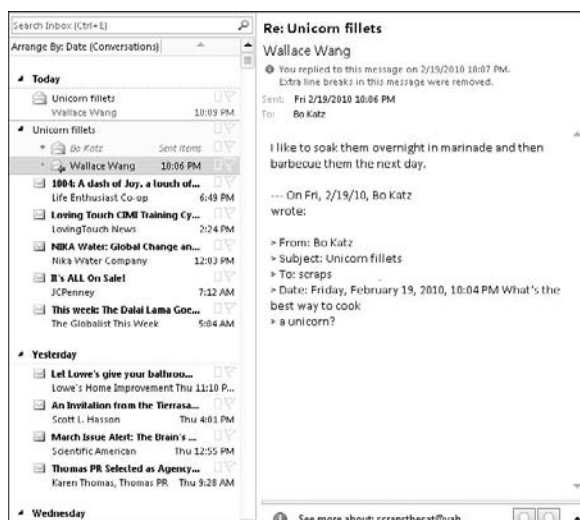 Search Inbox (Ctrl+E)
Arrange By: Date (Conversations)
Today
Unicorn fillets
Wallace Wang 10:09 PM
Unicorn fillets
Bo Katz Sent Items
Wallace Wang 10:06 PM
1004: A dash of Joy, a touch of...
Life Enthusiast Co-op 6:49 PM
Loving Touch CIMI Training Cy...
LovingTouch News 2:24 PM
NIKA Water: Global Change an...
Nika Water Company 12:03 PM
It's ALL On Sale!
JCPenney 7:12 AM
This week: The Dalai Lama Goe...
The Globalist This Week 5:04 AM
Yesterday
Let Lowe's give your bathroo...
Lowe's Home Improvement Thu 11:10 P...
An Invitation from the Tierrasa...
Scott L. Hasson Thu 4:01 PM
March Issue Alert: The Brain's ...
Scientific American Thu 12:55 PM
Thomas PR Selected as Agency...
Karen Thomas, Thomas PR Thu 9:28 AM
Wednesday
Re: Unicorn fillets
Wallace Wang
You replied to this message on 2/19/2010 10:07 PM.
Extra line breaks in this message were removed.
Sent: Fri 2/19/2010 10:06 PM
To: Bo Katz
I like to soak them overnight in marinade and then
barbecue them the next day.
--- On Fri, 2/19/10, Bo Katz
wrote:
> From: Bo Katz
> Subject: Unicorn fillets
> To: scraps
> Date: Friday, February 19, 2010, 10:04 PM What's the
best way to cook
> a unicorn?
See more about: scrapsthecat@yah